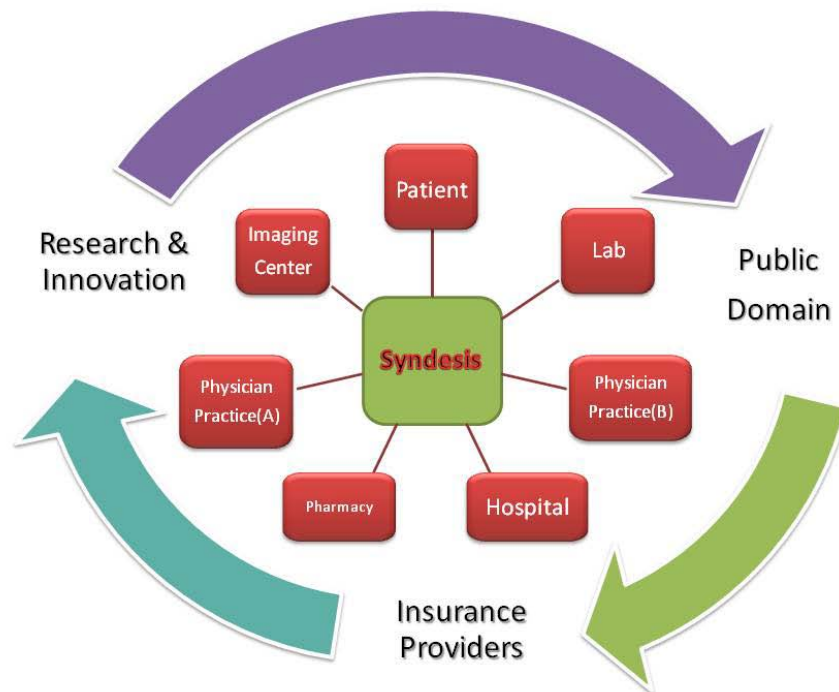 Patient
Imaging
Center
Lab
Research &
Innovation
Public
Domain
Syndesis
Physician
Practice(A)
Physician
Practice(B)
Pharmacy
Hospital
Insurance
Providers